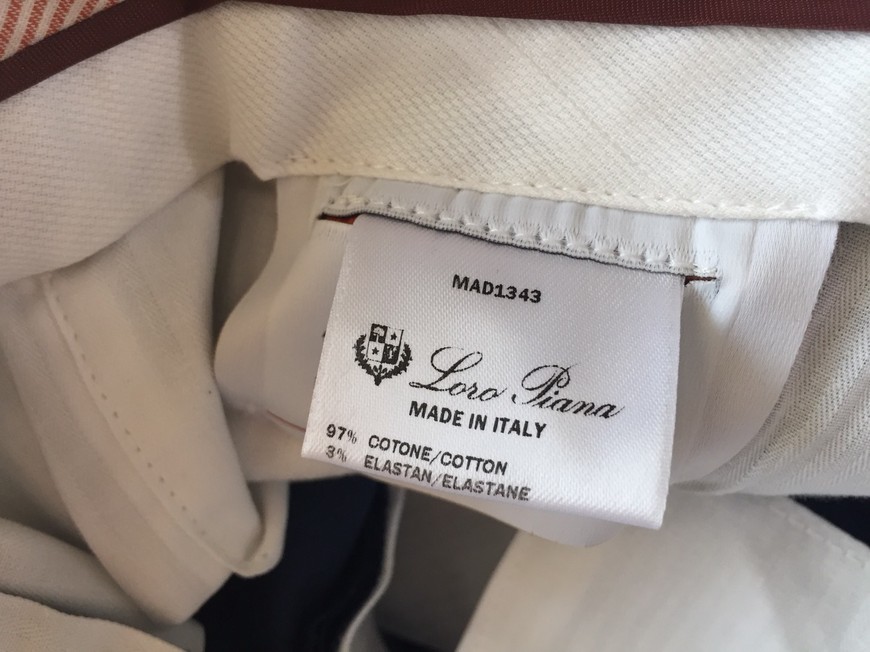 MAD1343
Loro Piana
MADE IN ITALY
97% COTONE/COTTON
3% ELASTAN/ELASTANE